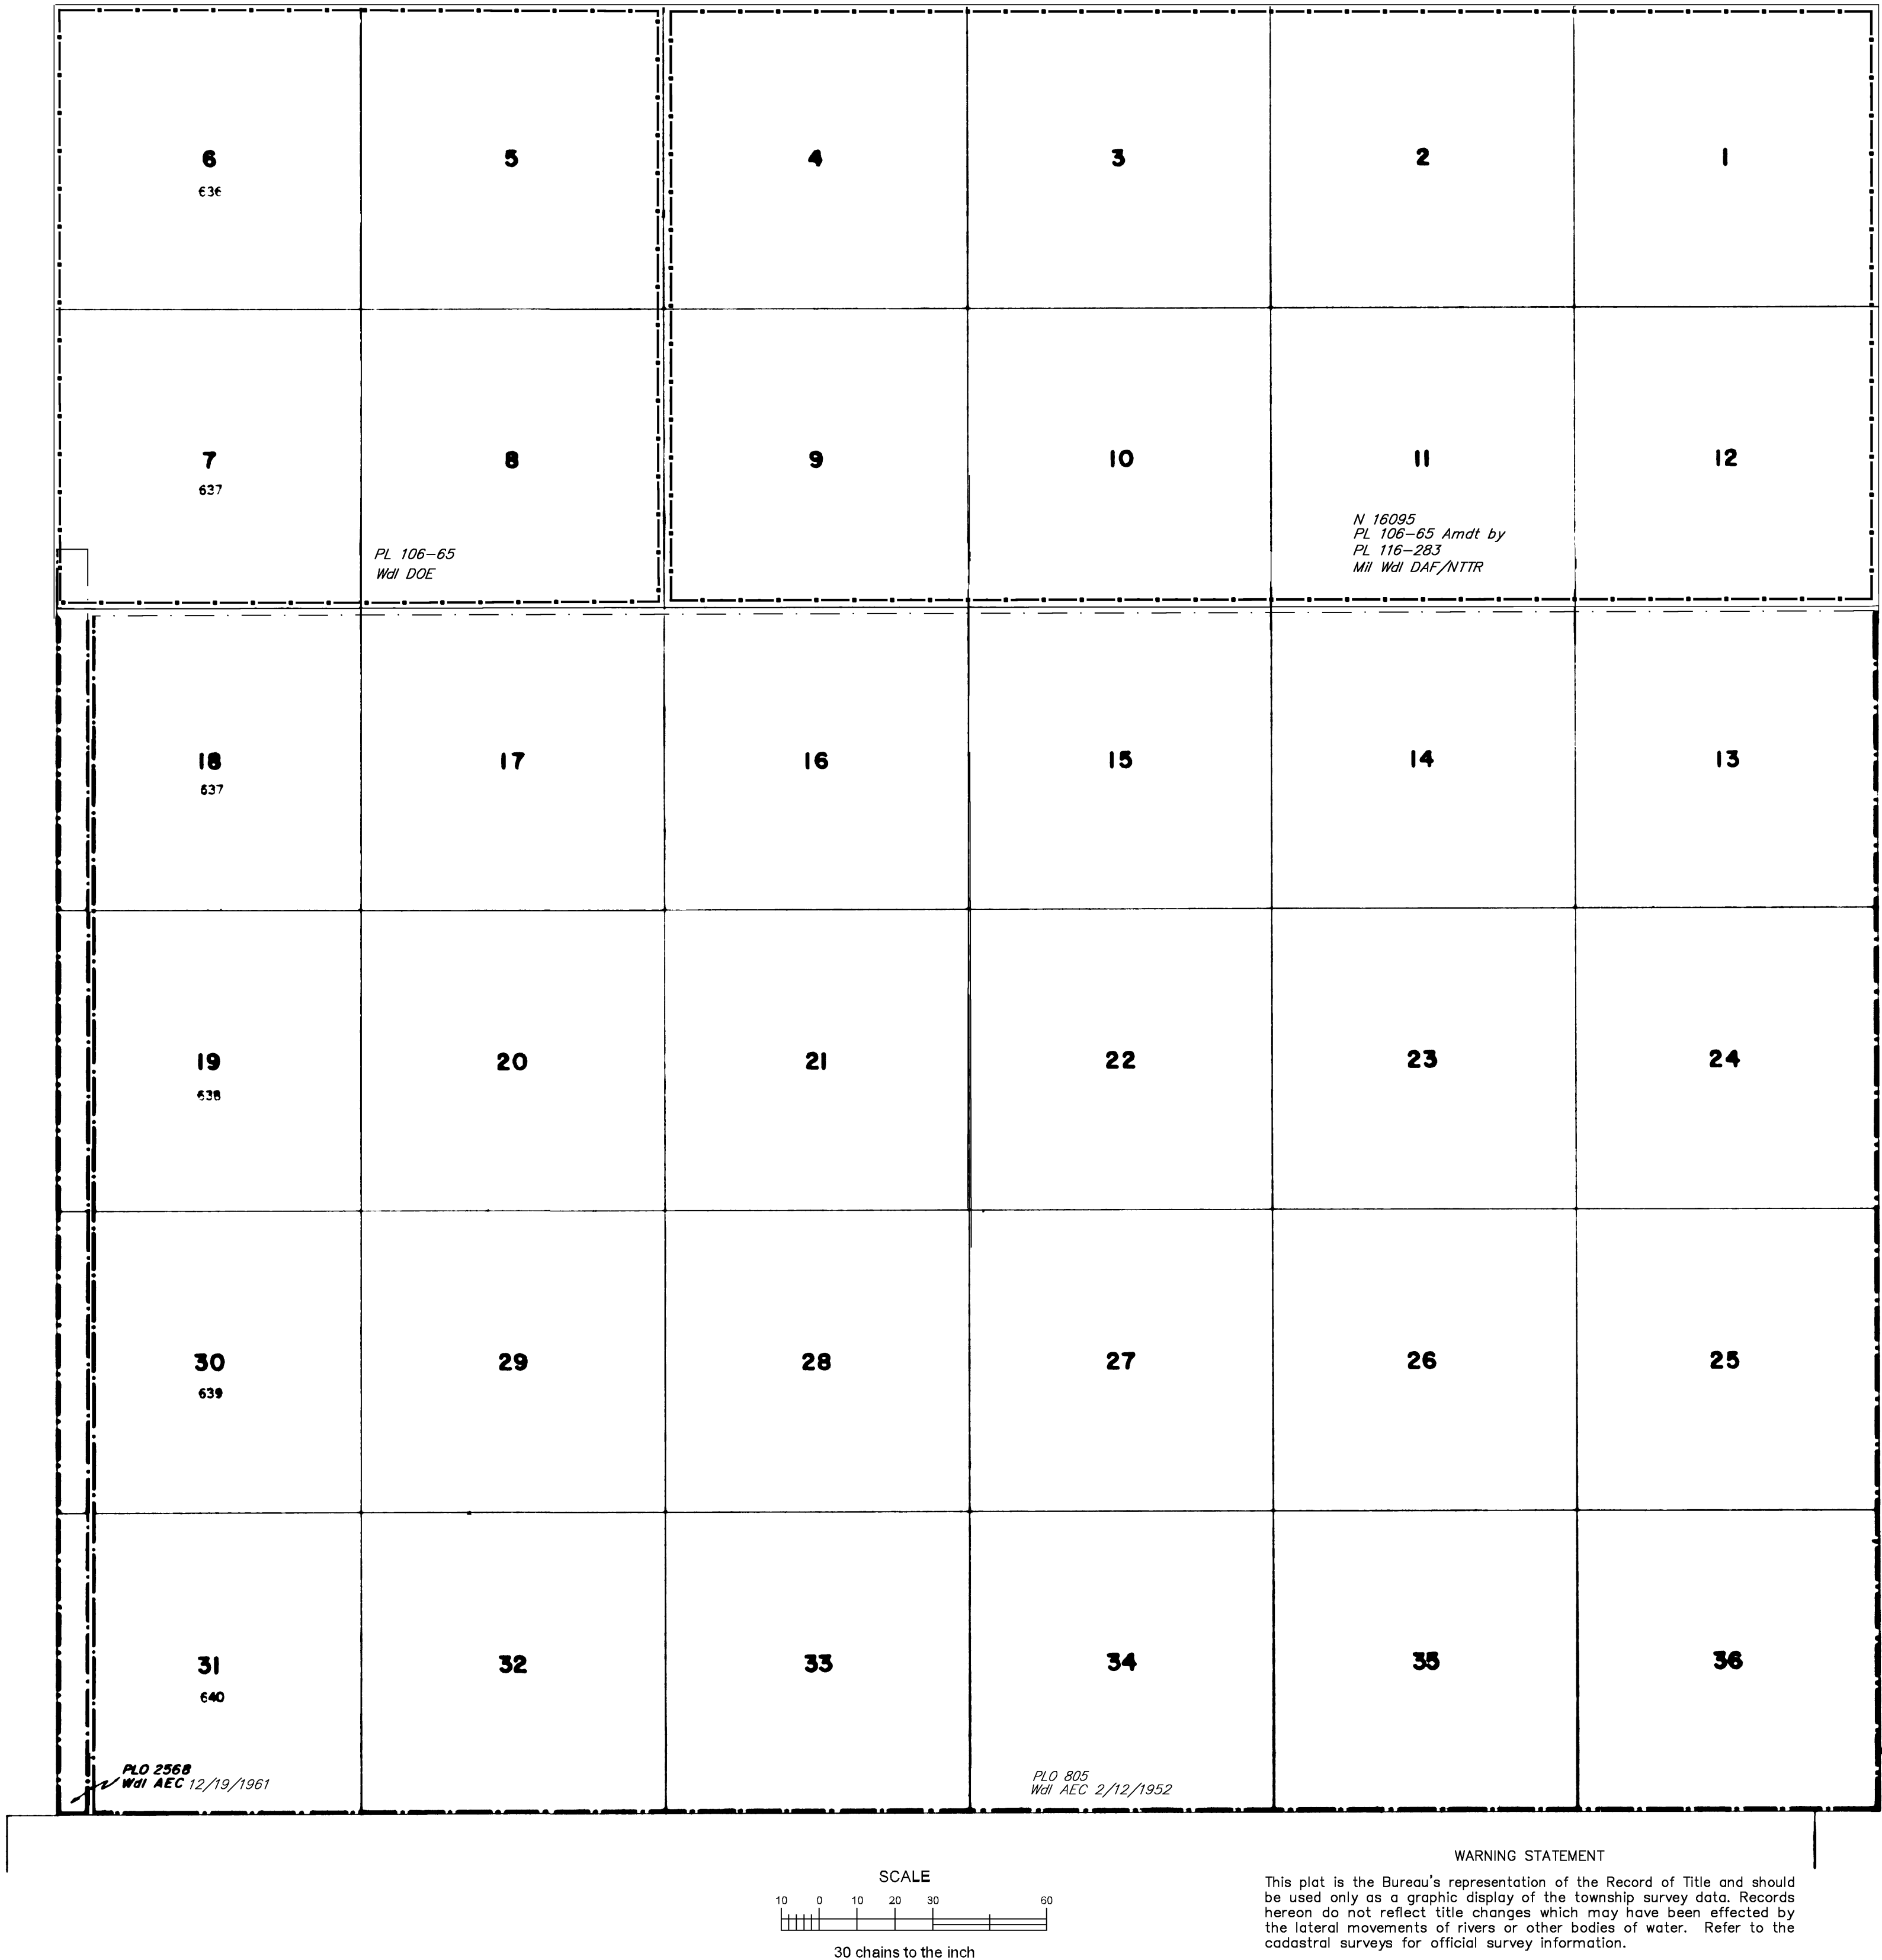 6 5 4 3 2 1
636
7 8 9 10 11 12
637
N 16095
PL 106-65 Amdt by
PL 116-283
Mil Wdl DAF/NTTR
PL 106-65
Wdl DOE
18 17 16 15 14 13
637
19 20 21 22 23 24
638
30 29 28 27 26 25
639
31 32 33 34 35 36
640
PLO 2568
Wdl AEC 12/19/1961
PLO 805
Wdl AEC 2/12/1952
SCALE
10 0 10 20 30 60
30 chains to the inch
WARNING STATEMENT
This plat is the Bureau's representation of the Record of Title and should
be used only as a graphic display of the township survey data. Records
hereon do not reflect title changes which may have been effected by
the lateral movements of rivers or other bodies of water. Refer to the
cadastral surveys for official survey information.